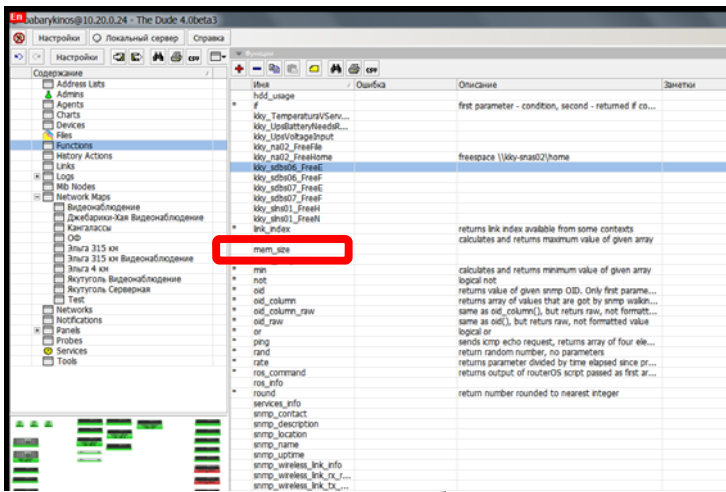 En babarykinos@10.20.0.24 - The Dude 4.0beta3
Настройки Локальный сервер Справка
Настройки CSV
Функции
CSV
Содержание
Address Lists
Admins
Agents
Charts
Devices
Files
Functions
History Actions
Links
Logs
Mib Nodes
Network Maps
Видеонаблюдение
Джебарики-Хая Видеонаблюдение
Кангалассы
ОФ
Эльга 315 км
Эльга 315 км Видеонаблюдение
Эльга 4 км
Якутуголь Видеонаблюдение
Якутуголь Серверная
Test
Networks
Notifications
Panels
Probes
Services
Tools
Имя Ошибка Описание Заметки
hdd_usage
* if first parameter - condition, second - returned if co...
kky_TemperaturaVServ...
kky_UpsBatteryNeedsR...
kky_UpsVoltageInput
kky_na02_FreeFile
kky_na02_FreeHome freespace \\kky-snas02\home
kky_sdbs06_FreeE
kky_sdbs06_FreeF
kky_sdbs07_FreeE
kky_sdbs07_FreeF
kky_slns01_FreeH
kky_slns01_FreeN
* link_index returns link index available from some contexts
calculates and returns maximum value of given array
mem_size
* min calculates and returns minimum value of given array
* not logical not
* oid returns value of given snmp OID. Only first parame...
* oid_column returns array of values that are got by snmp walkin...
* oid_column_raw same as oid_column(), but returs raw, not formatt...
* oid_raw same as oid(), but returs raw, not formatted value
* or logical or
* ping sends icmp echo request, returns array of four ele...
* rand return random number, no parameters
* rate returns parameter divided by time elapsed since pr...
* ros_command returns output of routerOS script passed as first ar...
ros_info
* round return number rounded to nearest integer
services_info
snmp_contact
snmp_description
snmp_location
snmp_name
snmp_uptime
snmp_wireless_link_info
snmp_wireless_link_rx_r...
snmp_wireless_link_tx_...